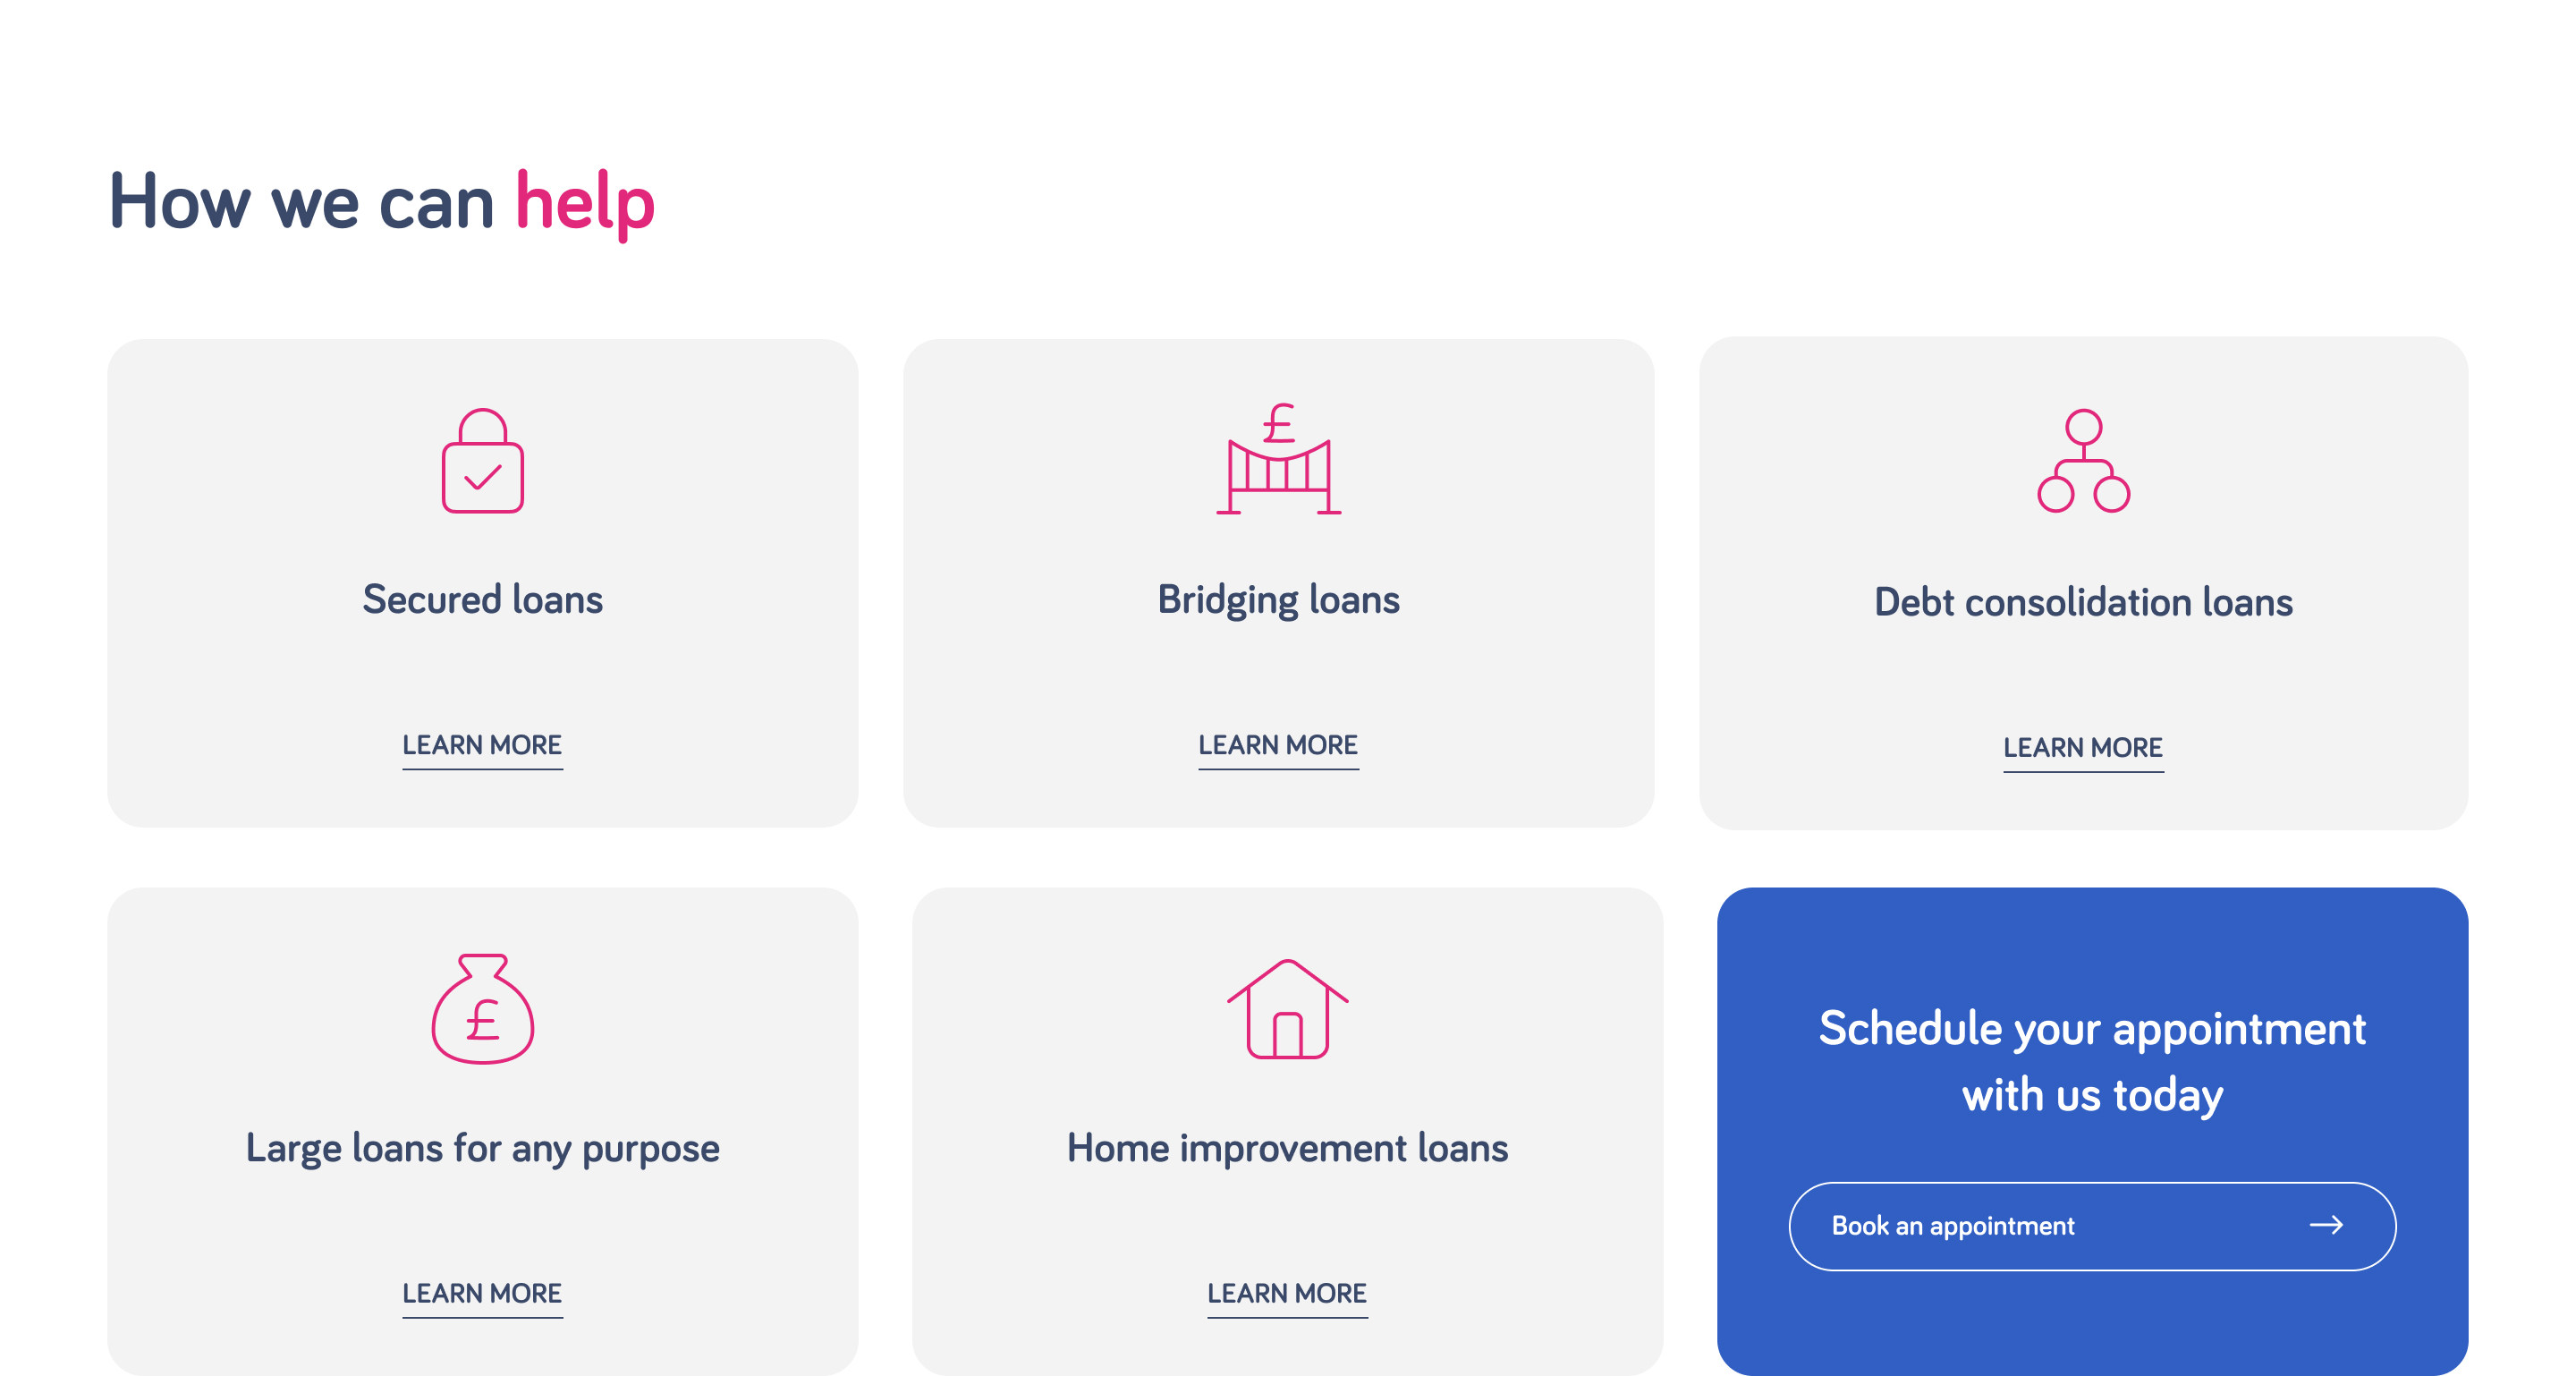 How we can help
£
Secured loans
Bridging loans
Debt consolidation loans
LEARN MORE
LEARN MORE
LEARN MORE
£
Large loans for any purpose
Home improvement loans
LEARN MORE
LEARN MORE
Schedule your appointment
with us today
Book an appointment